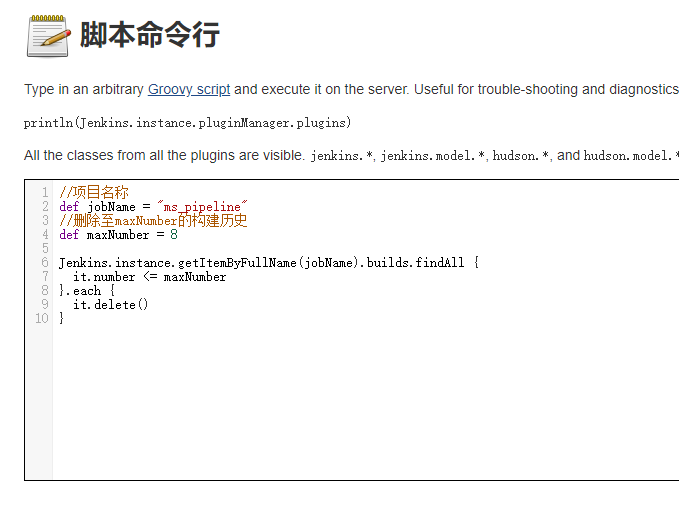 脚本命令行
Type in an arbitrary Groovy script and execute it on the server. Useful for trouble-shooting and diagnostics
println(Jenkins.instance.pluginManager.plugins)
All the classes from all the plugins are visible. jenkins.*, jenkins.model.*, hudson.*, and hudson.model.*
1 //项目名称
2 def jobName = "ms_pipeline"
3 //删除至maxNumber的构建历史
4 def maxNumber = 8
5
6 Jenkins.instance.getItemByFullName(jobName).builds.findAll {
7   it.number <= maxNumber
8 }.each {
9   it.delete()
10 }